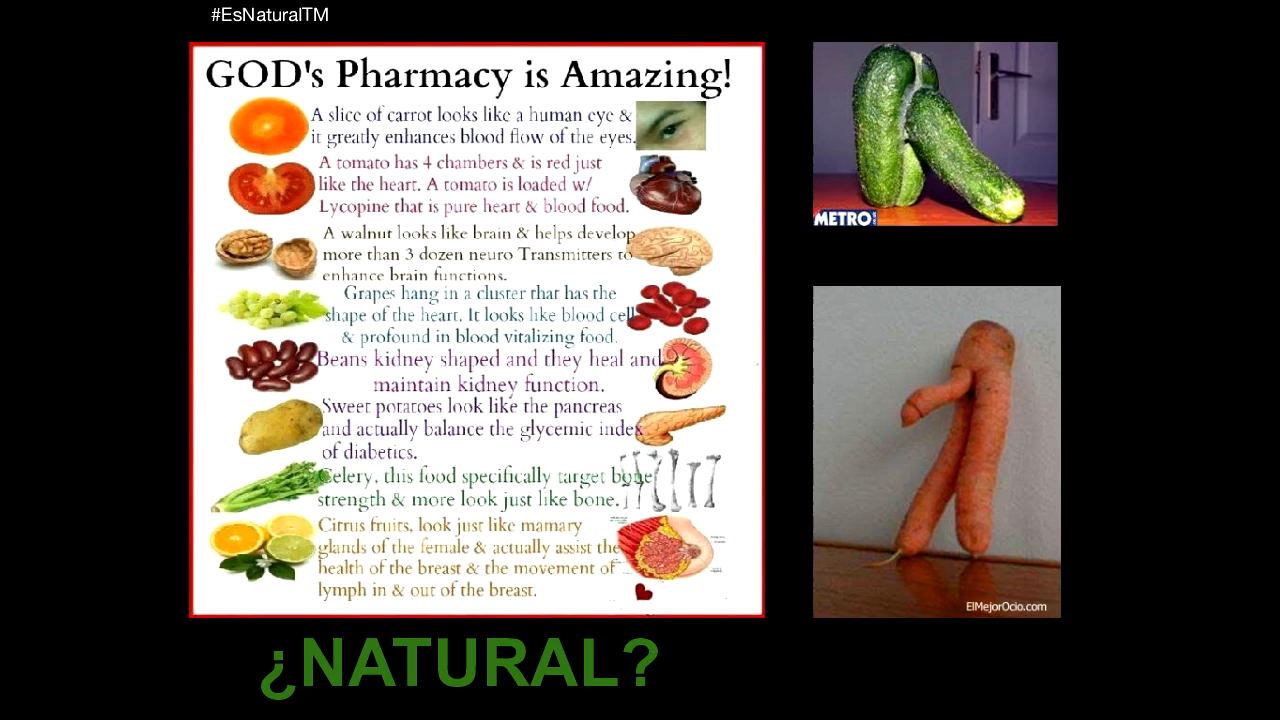 #EsNaturalTM
GOD's Pharmacy is Amazing!
A slice of carrot looks like a human eye &
it greatly enhances blood flow of the eyes.
A tomato has 4 chambers & is red just
like the heart. A tomato is loaded w/
Lycopine that is pure heart & blood food.
A walnut looks like brain & helps develop
more than 3 dozen neuro Transmitters to
enhance brain functions.
Grapes hang in a cluster that has the
shape of the heart. It looks like blood cell
& profound in blood vitalizing food.
Beans kidney shaped and they heal and
maintain kidney function.
Sweet potatoes look like the pancreas
and actually balance the glycemic index
of diabetics.
Celery, this food specifically target bone
strength & more look just like bone.
Citrus fruits, look just like mamary
glands of the female & actually assist the
health of the breast & the movement of
lymph in & out of the breast.
METRO
ElMejorOcio.com
¿NATURAL?